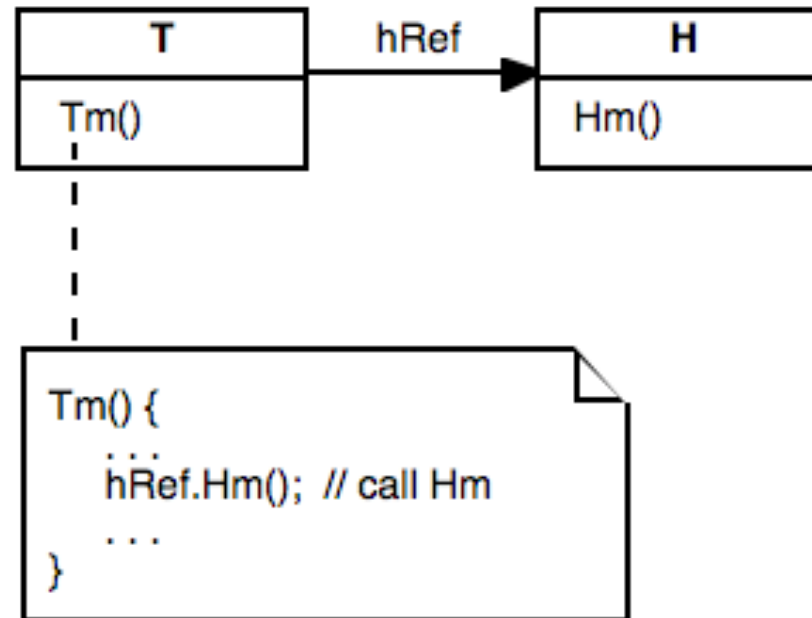 T
hRef
H
Tm()
Hm()
Tm() {
. . .
hRef.Hm();  // call Hm
. . .
}